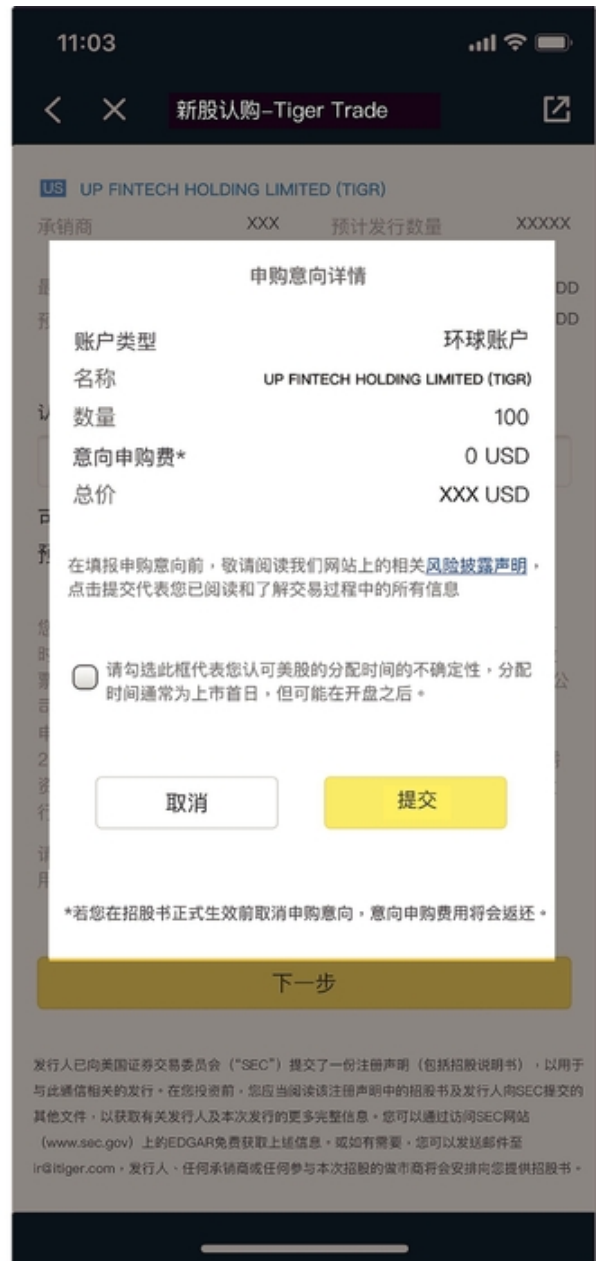 11:03
新股认购–Tiger Trade
US UP FINTECH HOLDING LIMITED (TIGR)
承销商 XXX 预计发行数量 XXXXX
DD
DD
申购意向详情
账户类型 环球账户
名称 UP FINTECH HOLDING LIMITED (TIGR)
数量 100
意向申购费* 0 USD
总价 XXX USD
在填报申购意向前，敬请阅读我们网站上的相关风险披露声明，
点击提交代表您已阅读和了解交易过程中的所有信息
请勾选此框代表您认可美股的分配时间的不确定性，分配
时间通常为上市首日，但可能在开盘之后。
取消 提交
*若您在招股书正式生效前取消申购意向，意向申购费用将会返还。
下一步
发行人已向美国证券交易委员会（“SEC”）提交了一份注册声明（包括招股说明书），以用于
与此通信相关的发行。在您投资前，您应当阅读该注册声明中的招股书及发行人向SEC提交的
其他文件，以获取有关发行人及本次发行的更多完整信息。您可以通过访问SEC网站
（www.sec.gov）上的EDGAR免费获取上述信息。或如有需要，您可以发送邮件至
ir@itiger.com。发行人、任何承销商或任何参与本次招股的做市商将会安排向您提供招股书。